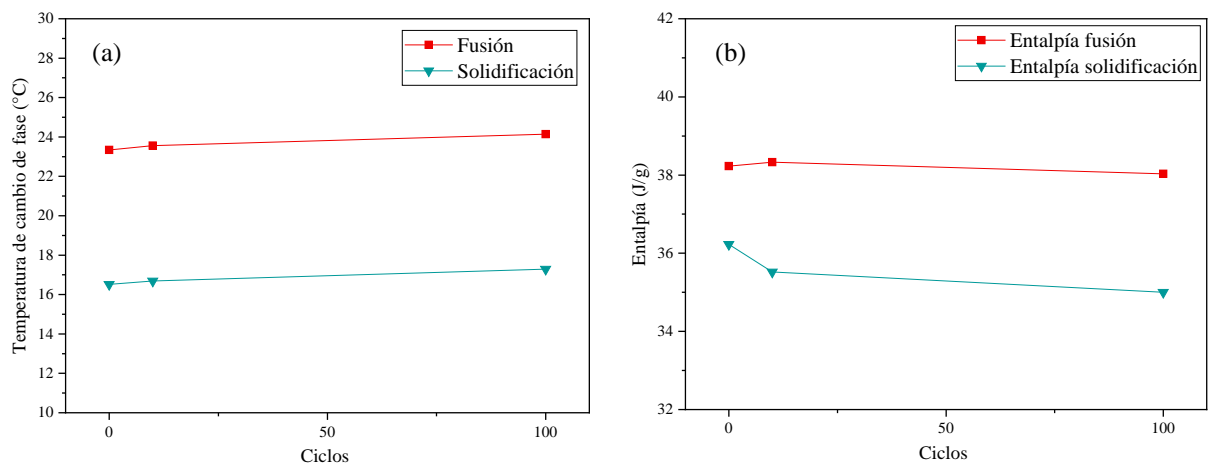 (a)
Fusión
Solidificación
Temperatura de cambio de fase (°C)
30
28
26
24
22
20
18
16
14
12
10
0
50
100
Ciclos
(b)
Entalpía fusión
Entalpía solidificación
Entalpía (J/g)
42
40
38
36
34
32
0
50
100
Ciclos